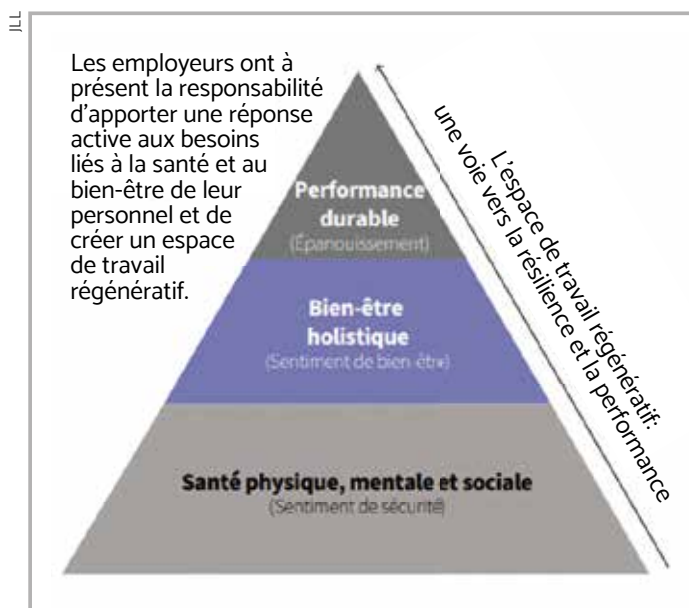 JLL
Les employeurs ont à
présent la responsabilité
d'apporter une réponse
active aux besoins
liés à la santé et au
bien-être de leur
personnel et de
créer un espace
de travail
régénératif.
L'espace de travail régénératif:
une voie vers la résilience et la performance
Performance
durable
(Épanouissement)
Bien-être
holistique
(Sentiment de bien-être)
Santé physique, mentale et sociale
(Sentiment de sécurité)